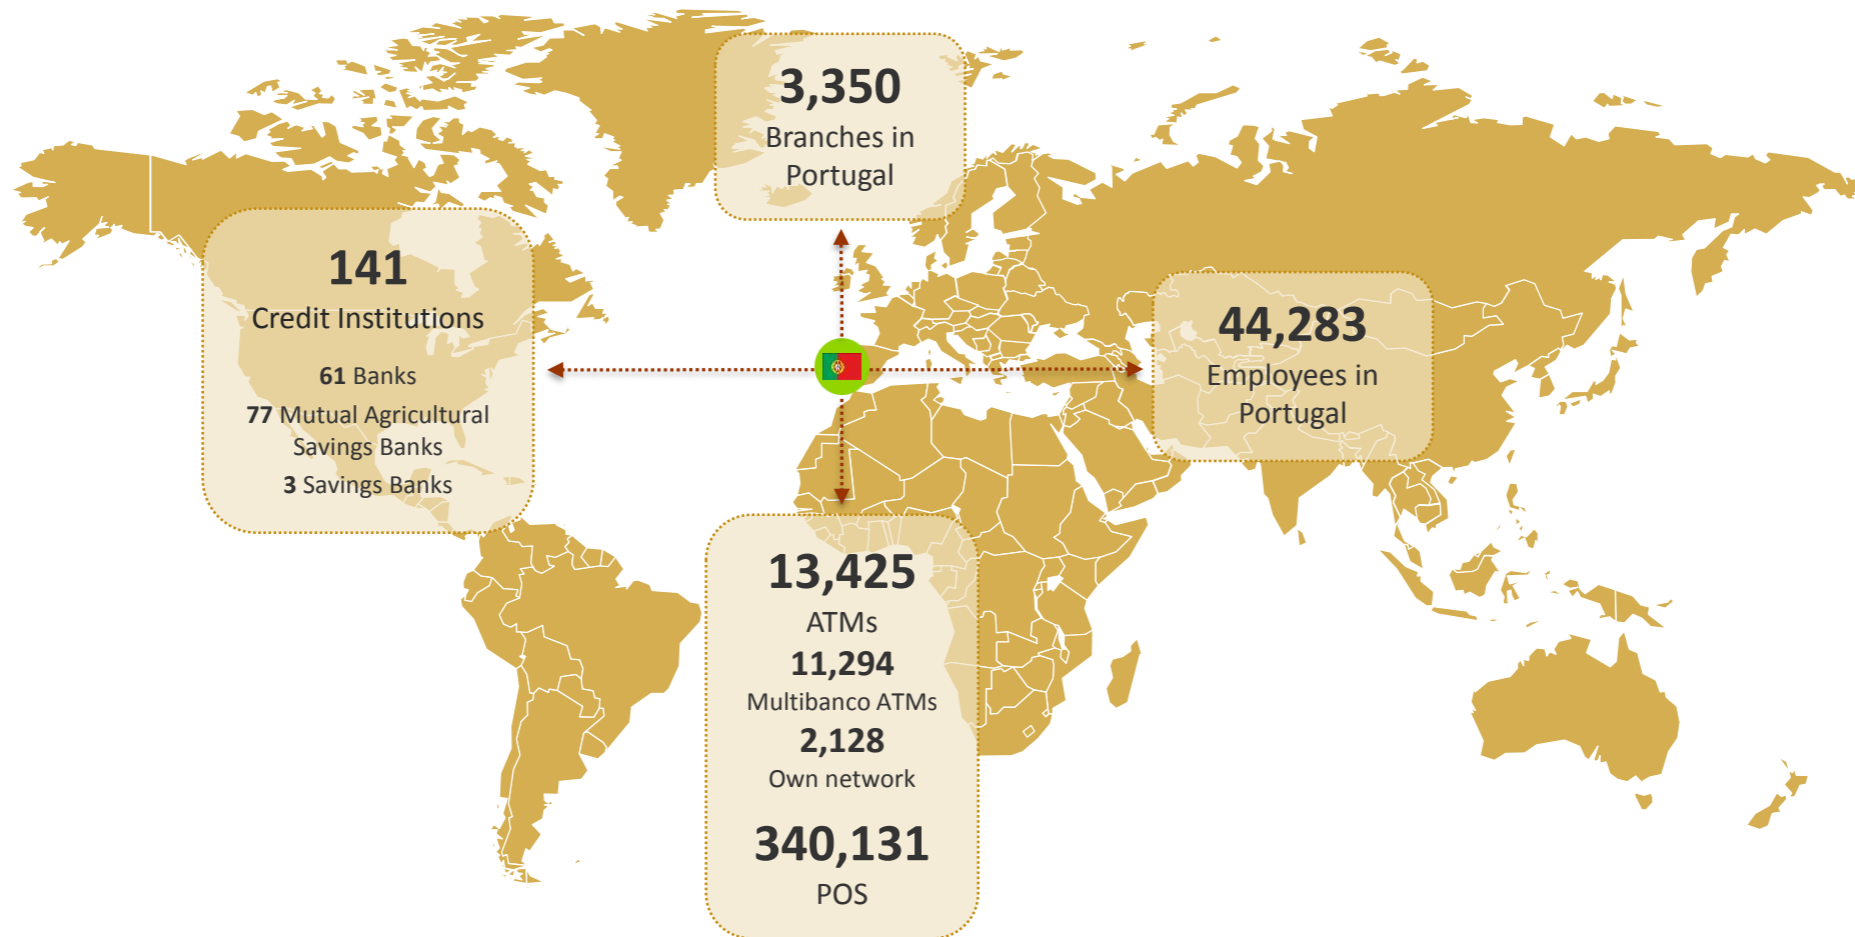 3,350
Branches in
Portugal
141
Credit Institutions
61 Banks
77 Mutual Agricultural
Savings Banks
3 Savings Banks
44,283
Employees in
Portugal
13,425
ATMs
11,294
Multibanco ATMs
2,128
Own network
340,131
POS